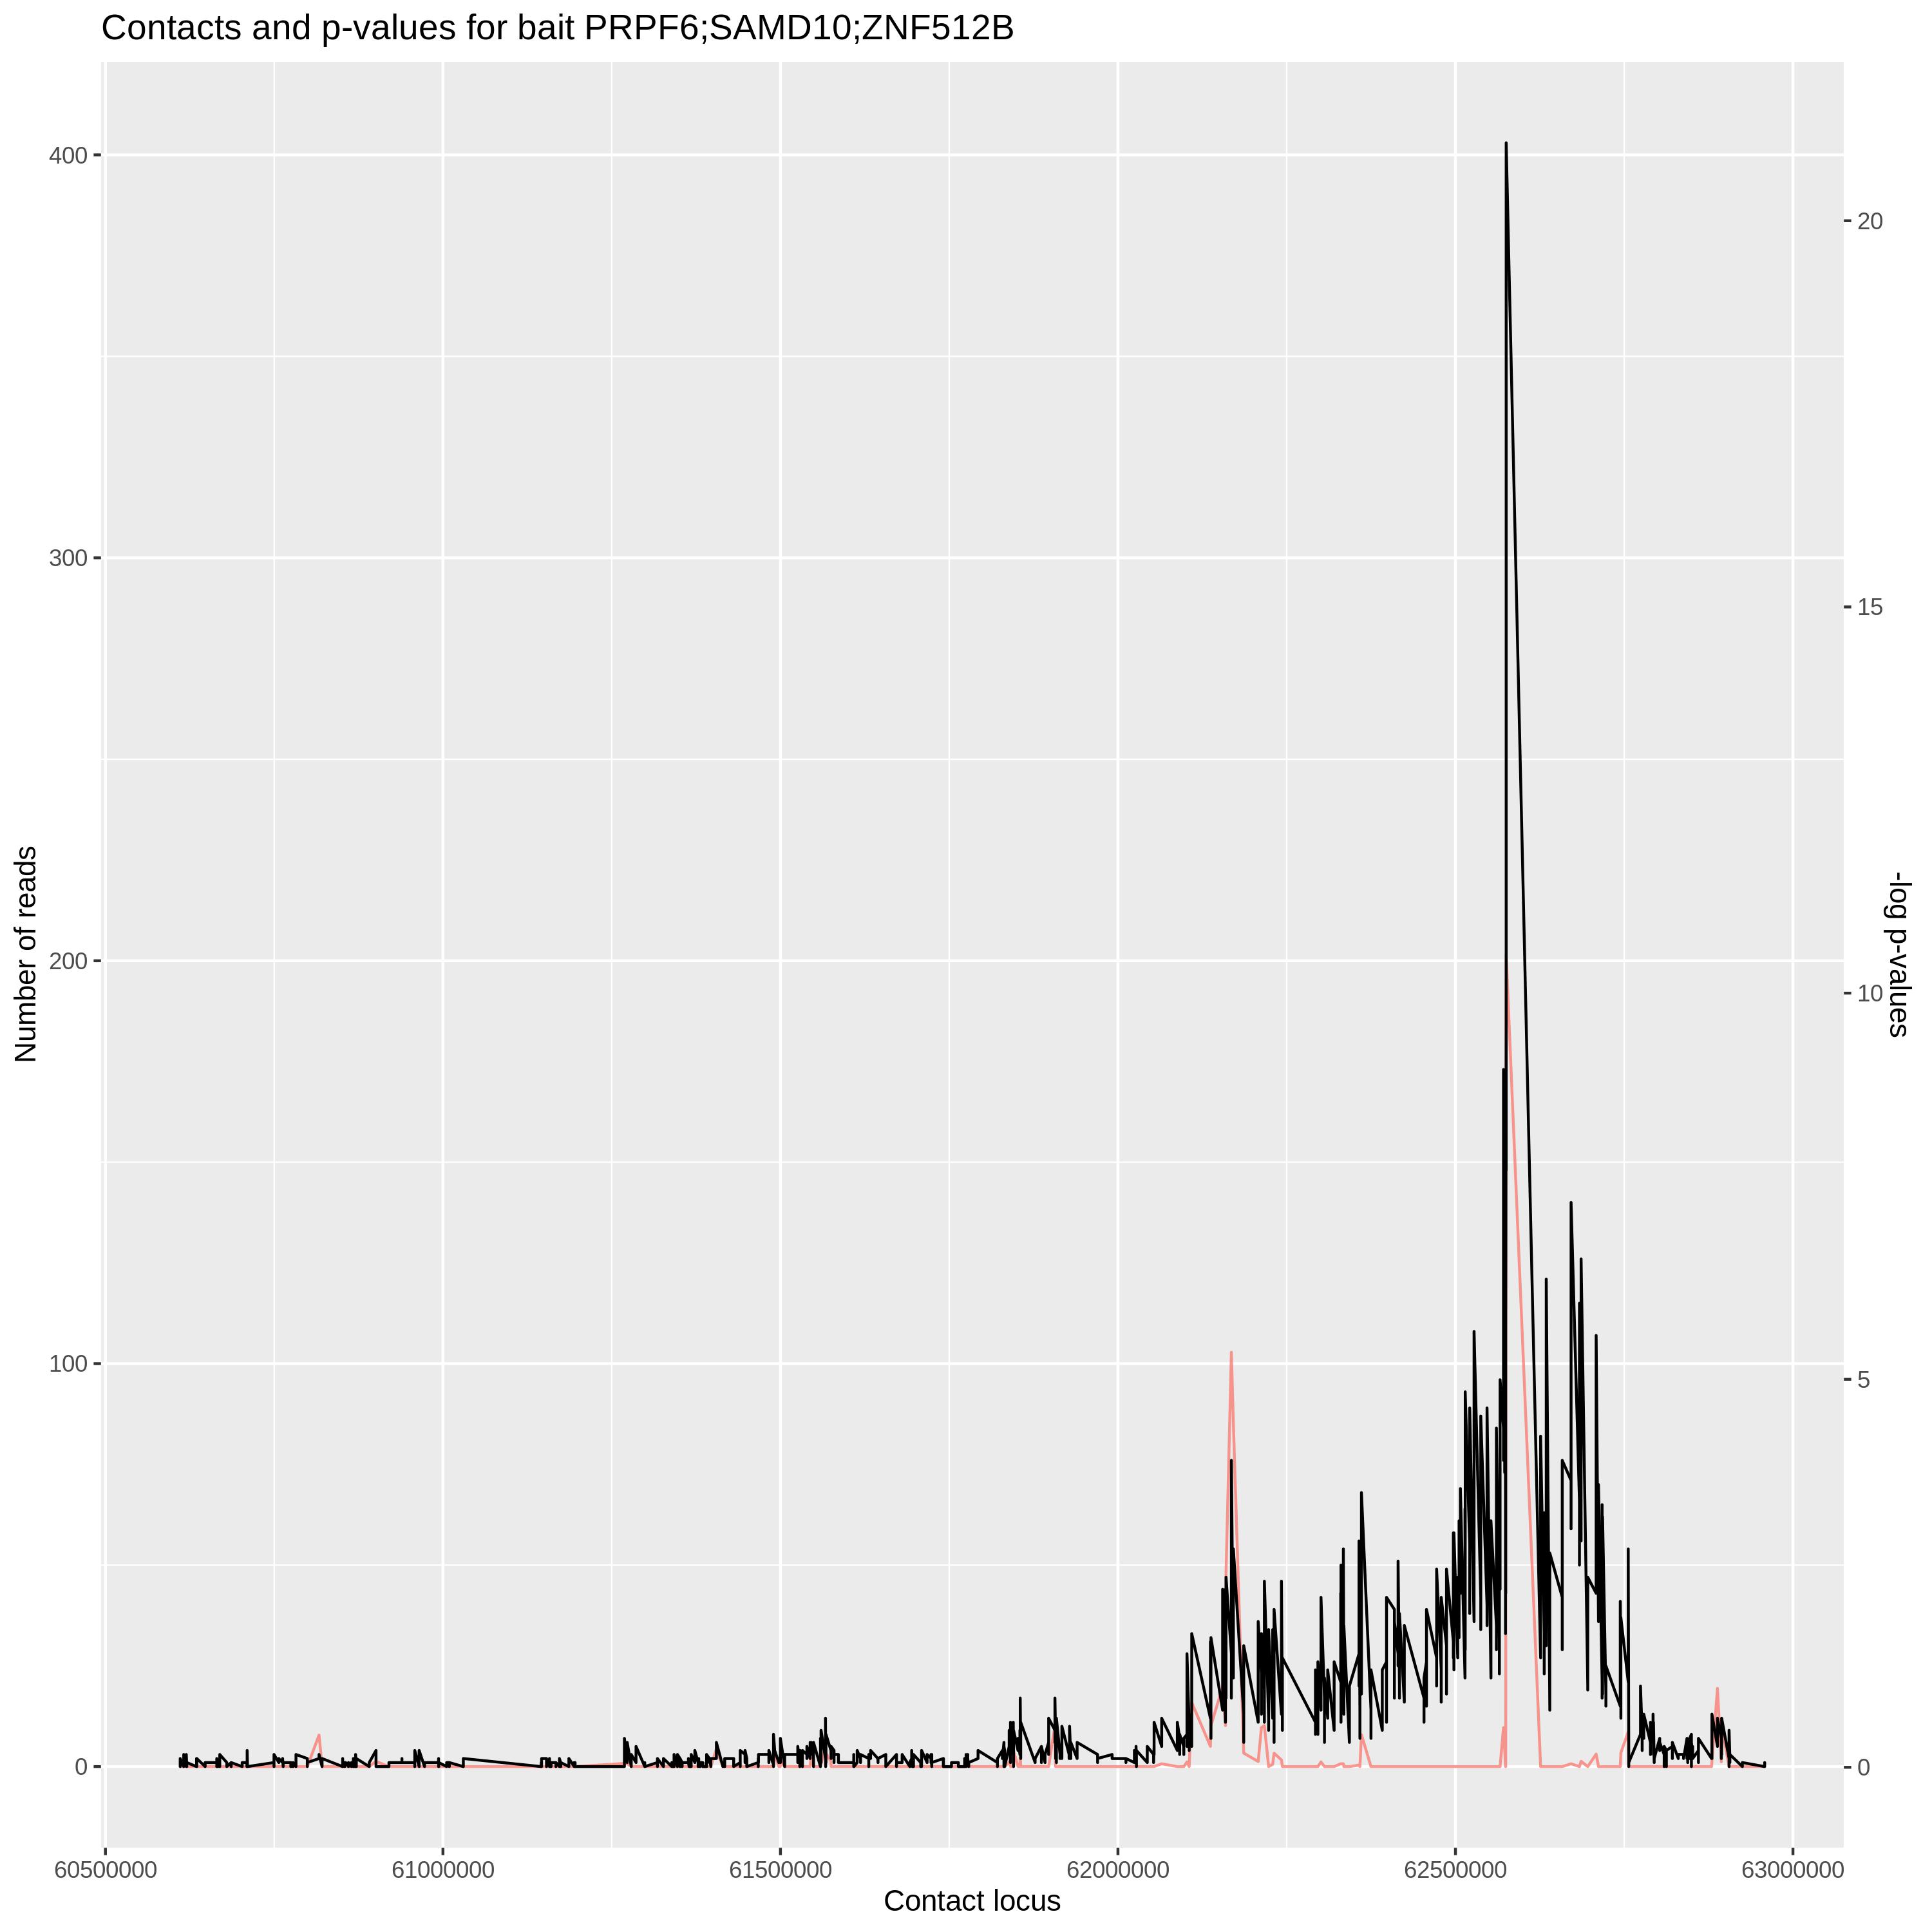 Contacts and p-values for bait PRPF6;SAMD10;ZNF512B
400
300
200
100
0
Number of reads
20
15
10
5
0
-log p-values
60500000 61000000 61500000 62000000 62500000 63000000
Contact locus